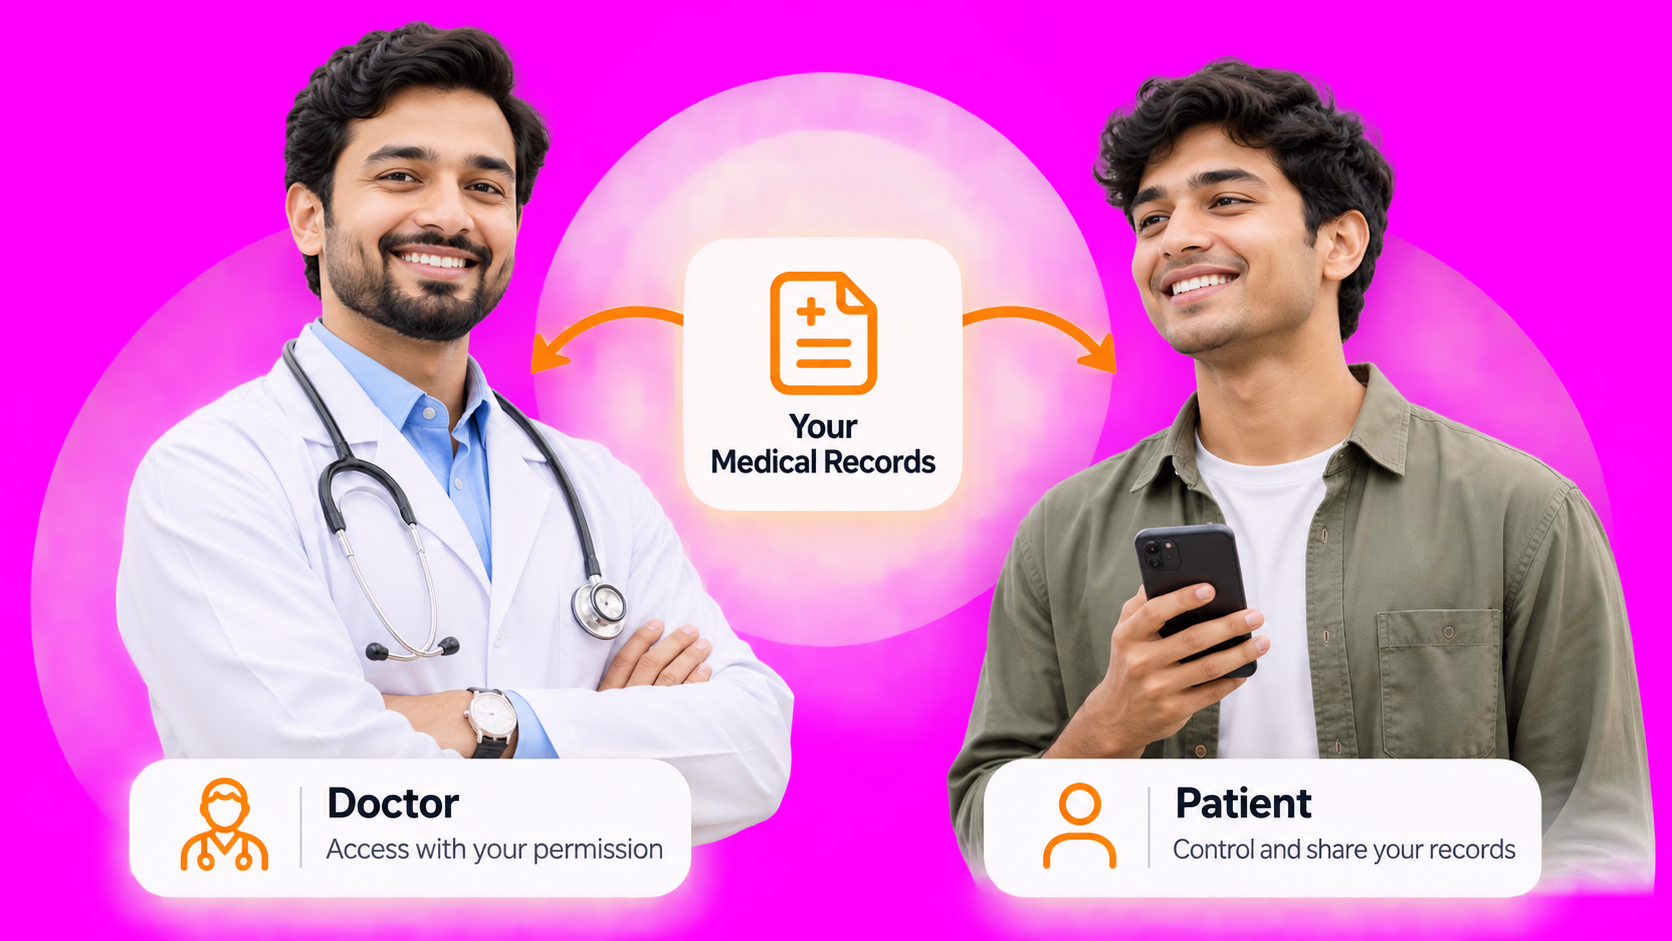 Your
Medical Records
Doctor
Access with your permission
Patient
Control and share your records